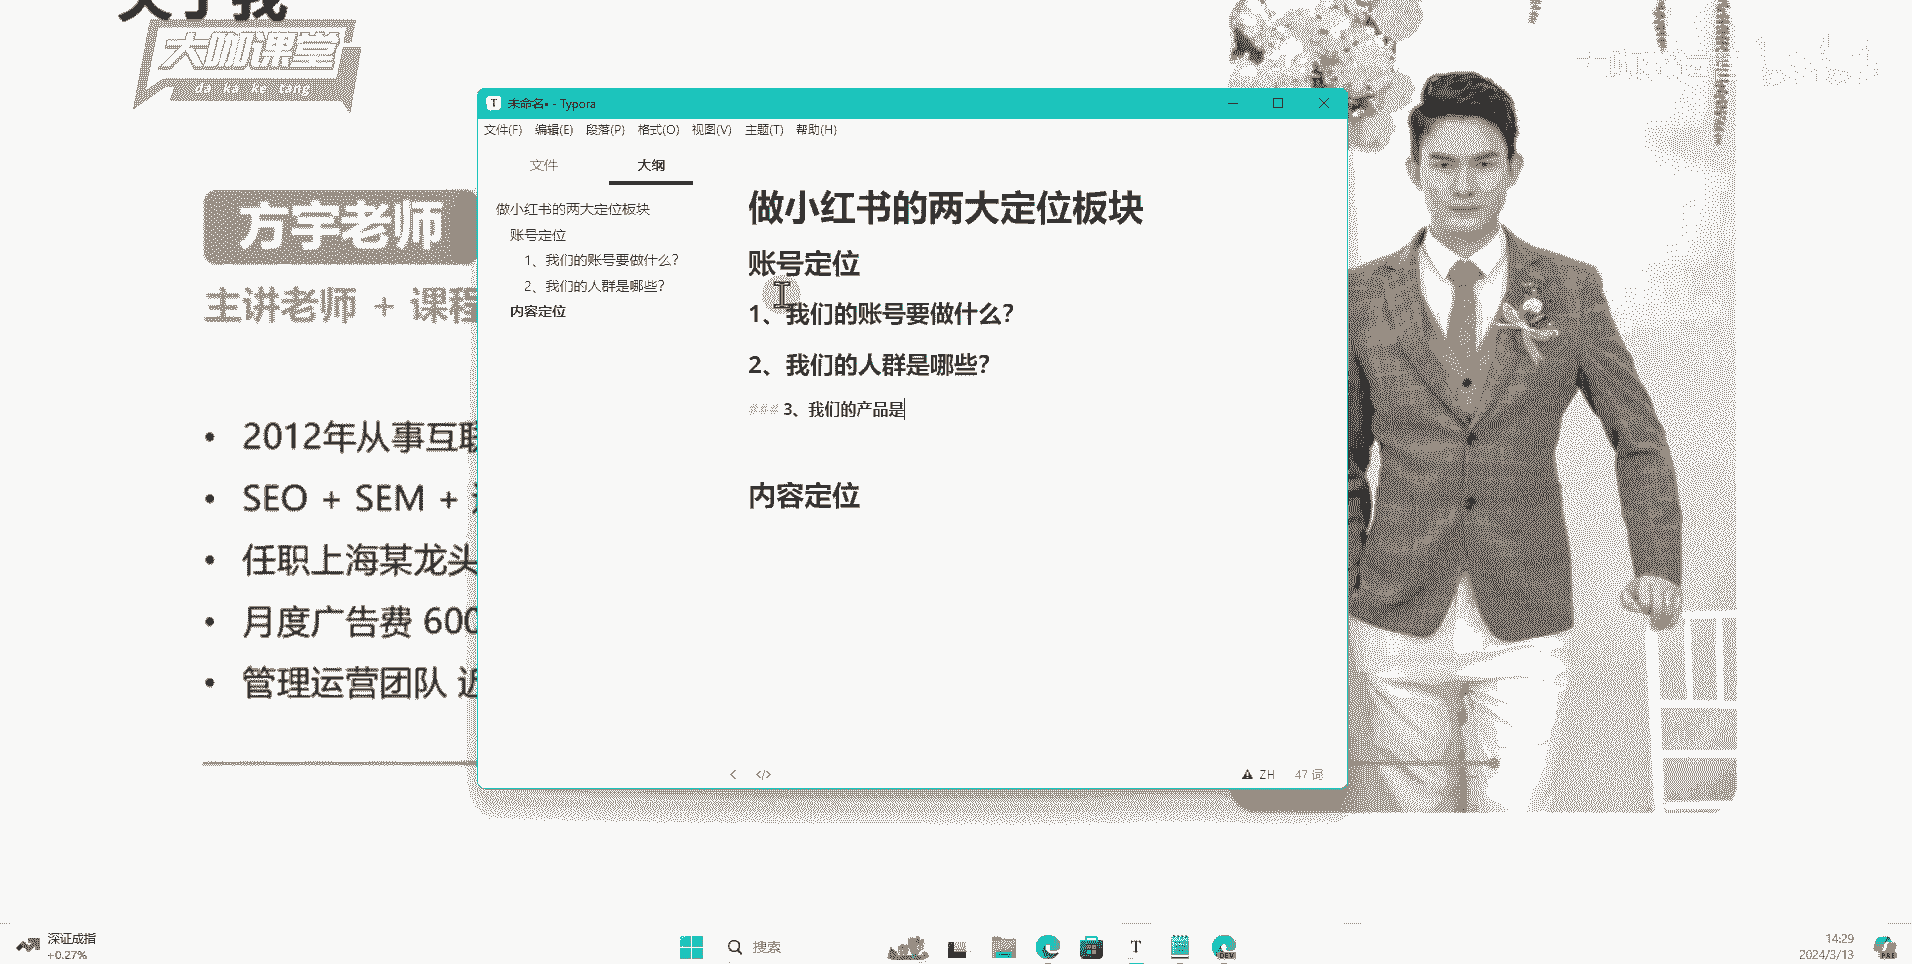 关于我
大咖课堂
da ka ke tang
方宇老师
主讲老师 + 课程
• 2012年从事互联
• SEO + SEM +
• 任职上海某龙头
• 月度广告费 600
• 管理运营团队 近
未命名• - Typora
文件(F) 编辑(E) 段落(P) 格式(O) 视图(V) 主题(T) 帮助(H)
文件 大纲
做小红书的两大定位板块
账号定位
1、我们的账号要做什么?
2、我们的人群是哪些?
内容定位
做小红书的两大定位板块
账号定位
1、我们的账号要做什么?
2、我们的人群是哪些?
### 3、我们的产品是
内容定位
</> ZH 47 词
深证成指
+0.27%
搜索
T
DEV
14:29
2024/3/13
PRE